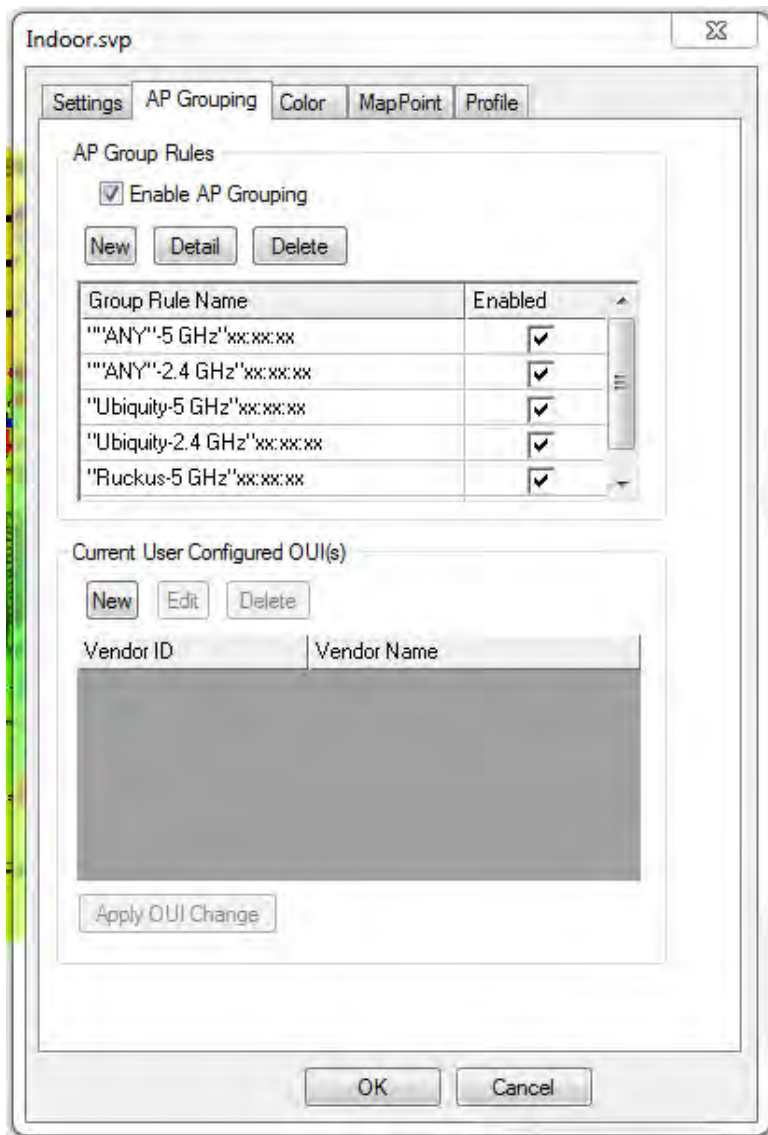 Indoor.svp
Settings AP Grouping Color MapPoint Profile
AP Group Rules
Enable AP Grouping
New Detail Delete
Group Rule Name Enabled
""ANY"-5 GHz"xx:xx:xx
""ANY"-2.4 GHz"xx:xx:xx
"Ubiquity-5 GHz"xx:xx:xx
"Ubiquity-2.4 GHz"xx:xx:xx
"Ruckus-5 GHz"xx:xx:xx
Current User Configured OUI(s)
New Edit Delete
Vendor ID Vendor Name
Apply OUI Change
OK Cancel